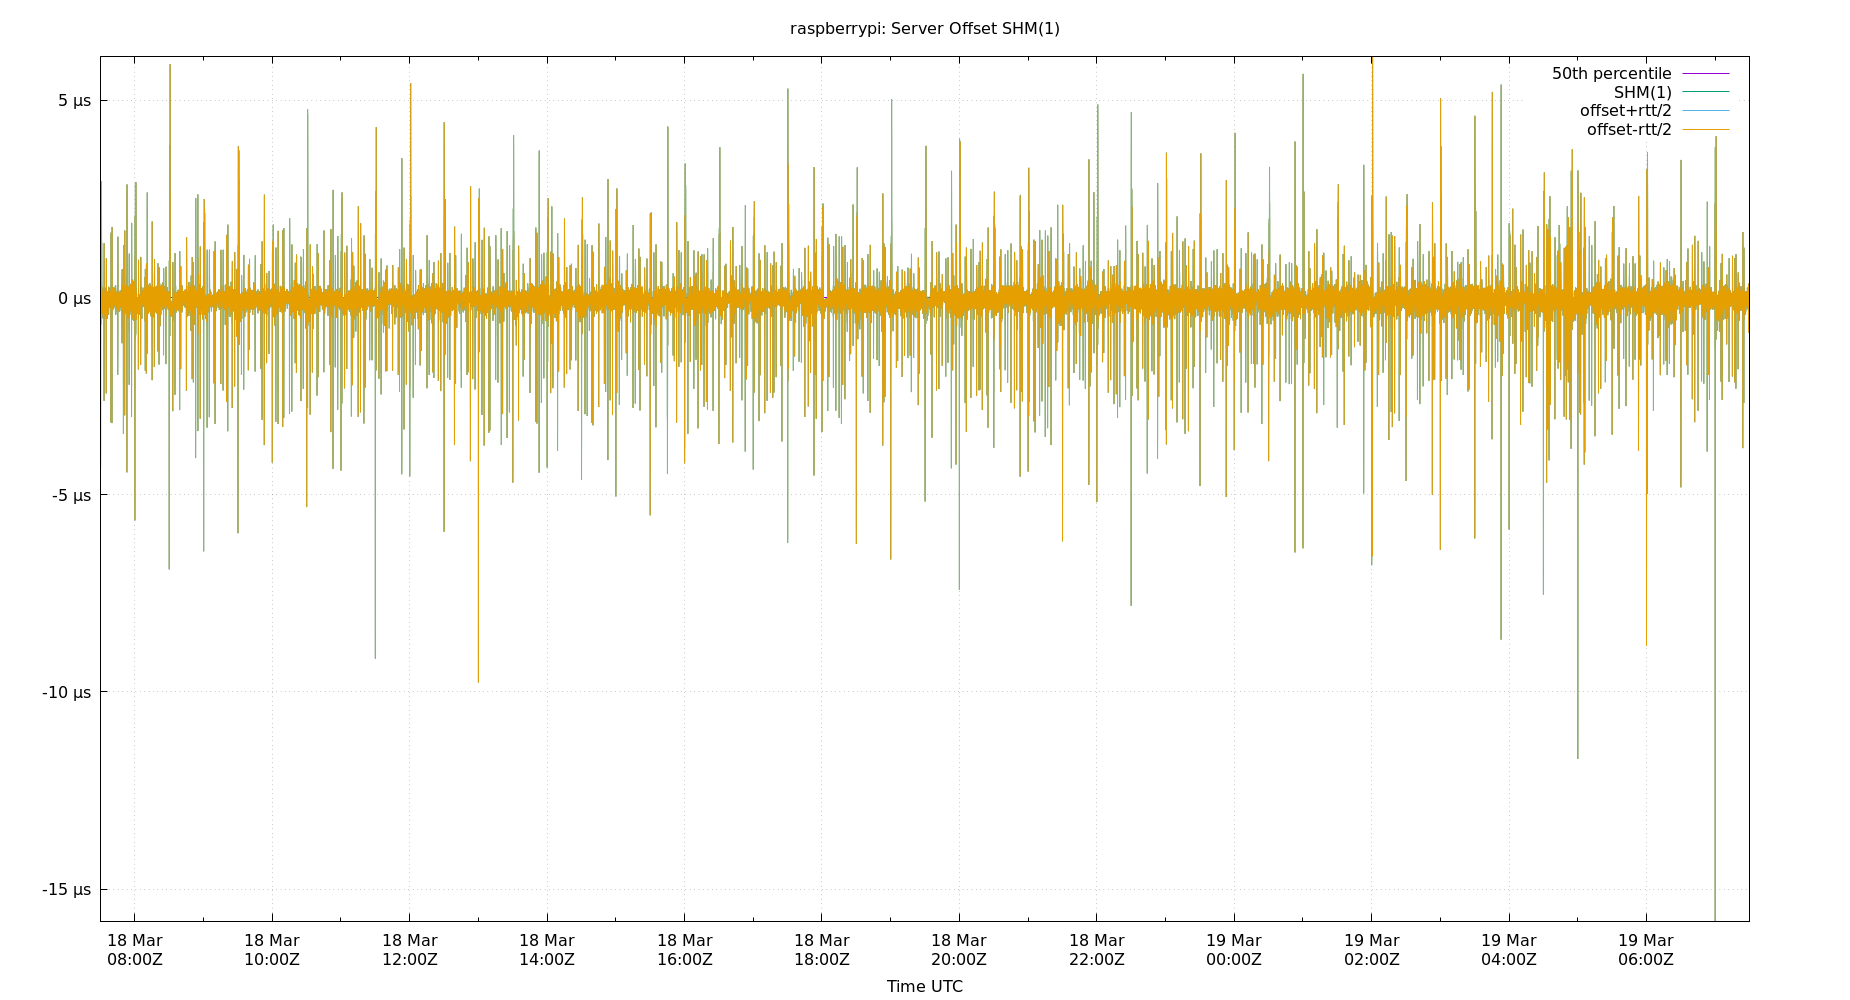 raspberrypi: Server Offset SHM(1)
50th percentile
SHM(1)
offset+rtt/2
offset-rtt/2
5 µs
0 µs
-5 µs
-10 µs
-15 µs
18 Mar 18 Mar 18 Mar 18 Mar 18 Mar 18 Mar 18 Mar 18 Mar 19 Mar 19 Mar 19 Mar 19 Mar
08:00Z 10:00Z 12:00Z 14:00Z 16:00Z 18:00Z 20:00Z 22:00Z 00:00Z 02:00Z 04:00Z 06:00Z
Time UTC